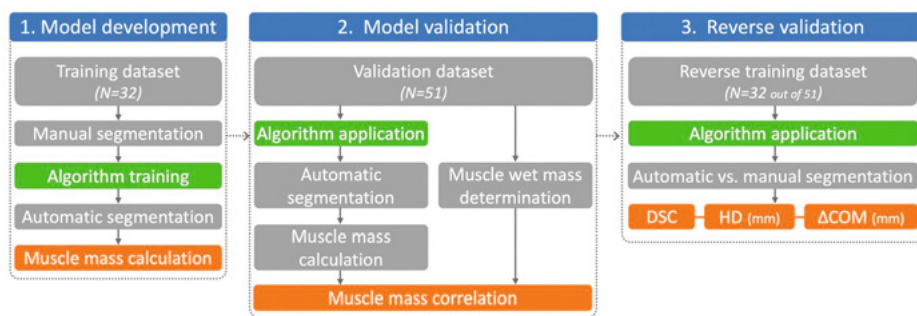 1. Model development
Training dataset
(N=32)
Manual segmentation
Algorithm training
Automatic segmentation
Muscle mass calculation
2. Model validation
Validation dataset
(N=51)
Algorithm application
Automatic
segmentation
Muscle mass
calculation
Muscle wet mass
determination
Muscle mass correlation
3. Reverse validation
Reverse training dataset
(N=32 out of 51)
Algorithm application
Automatic vs. manual segmentation
DSC
HD (mm)
ΔCOM (mm)